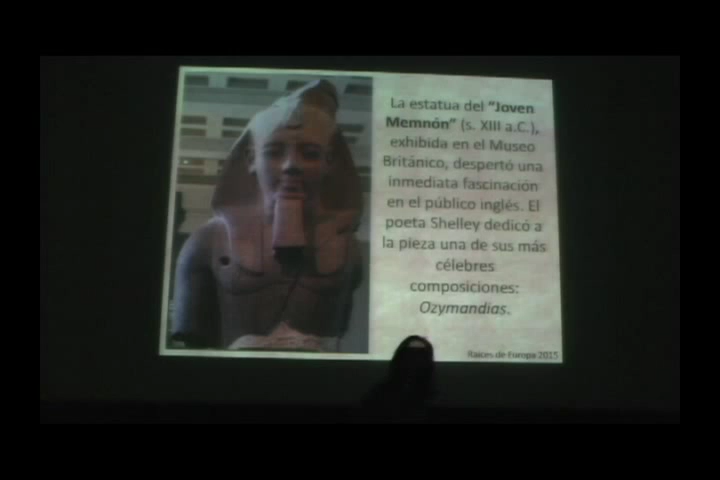 La estatua del "Joven
Memnón" (s. XIII a.C.),
exhibida en el Museo
Británico, despertó una
inmediata fascinación
en el público inglés. El
poeta Shelley dedicó a
la pieza una de sus más
célebres
composiciones:
Ozymandias.
Raíces de Europa 2015